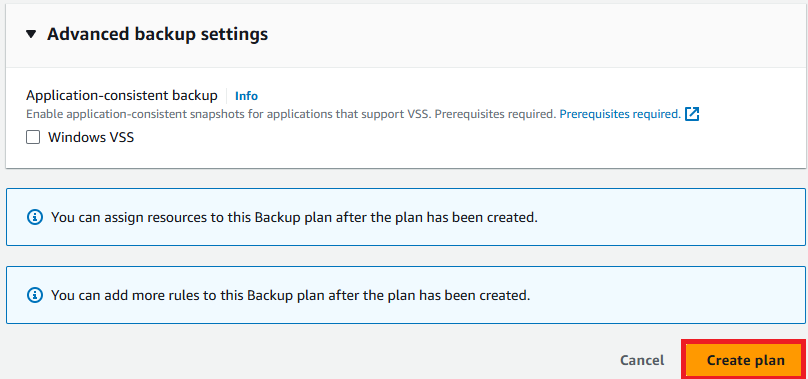 Advanced backup settings
Application-consistent backup Info
Enable application-consistent snapshots for applications that support VSS. Prerequisites required. Prerequisites required.
Windows VSS
You can assign resources to this Backup plan after the plan has been created.
You can add more rules to this Backup plan after the plan has been created.
Cancel Create plan